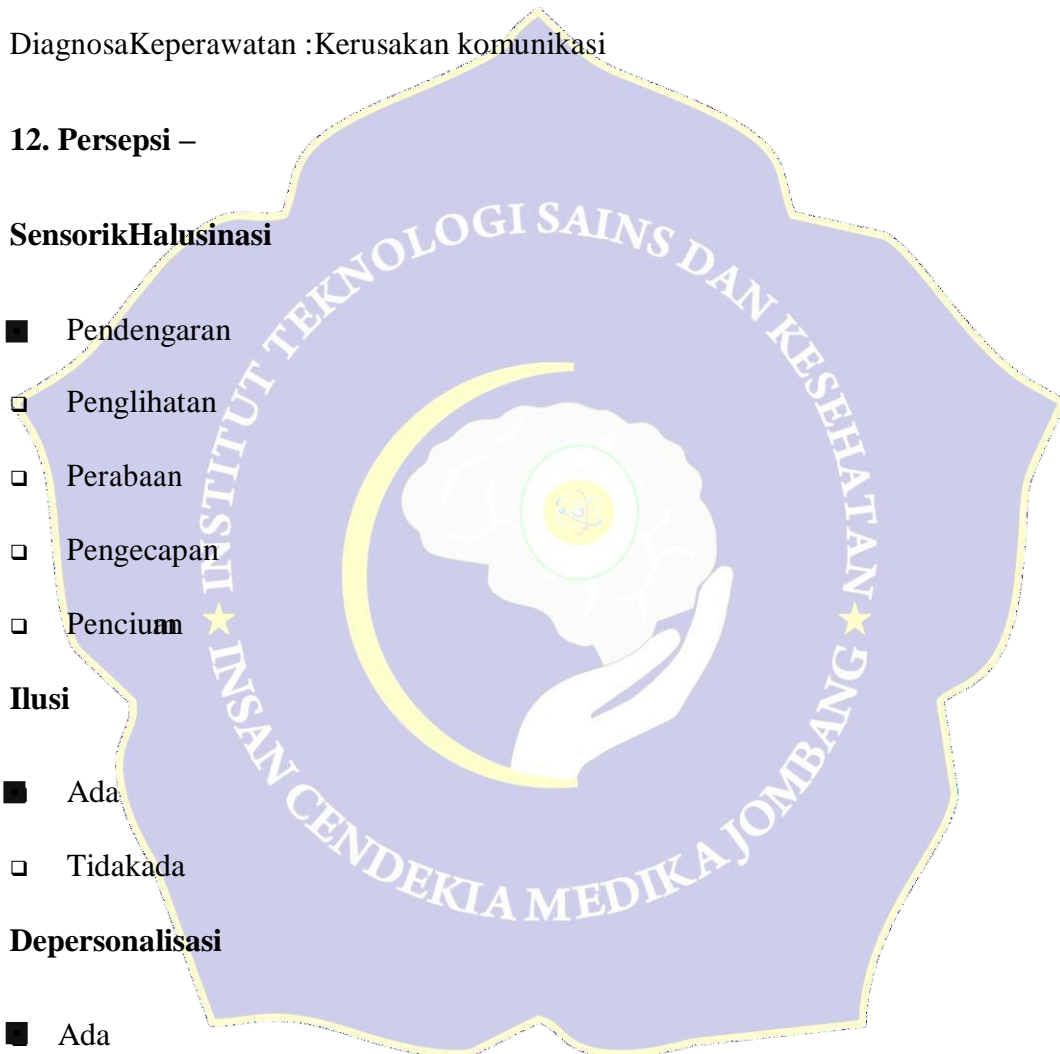 DiagnosaKeperawatan :Kerusakan komunikasi
12. Persepsi –
SensorikHalusinasi
■ Pendengaran
❑ Penglihatan
❑ Perabaan
❑ Pengecapan
❑ Penciuman
Ilusi
■ Ada
❑ Tidakada
Depersonalisasi
■ Ada
INSTITUT TEKNOLOGI SAINS DAN KESEHATAN
INSAN CENDEKIA MEDIKA JOMBANG